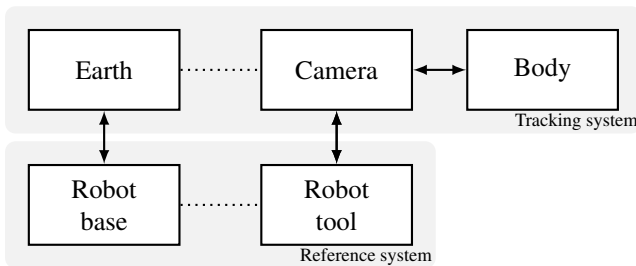 Earth Camera Body
Tracking system
Robot base Robot tool
Reference system